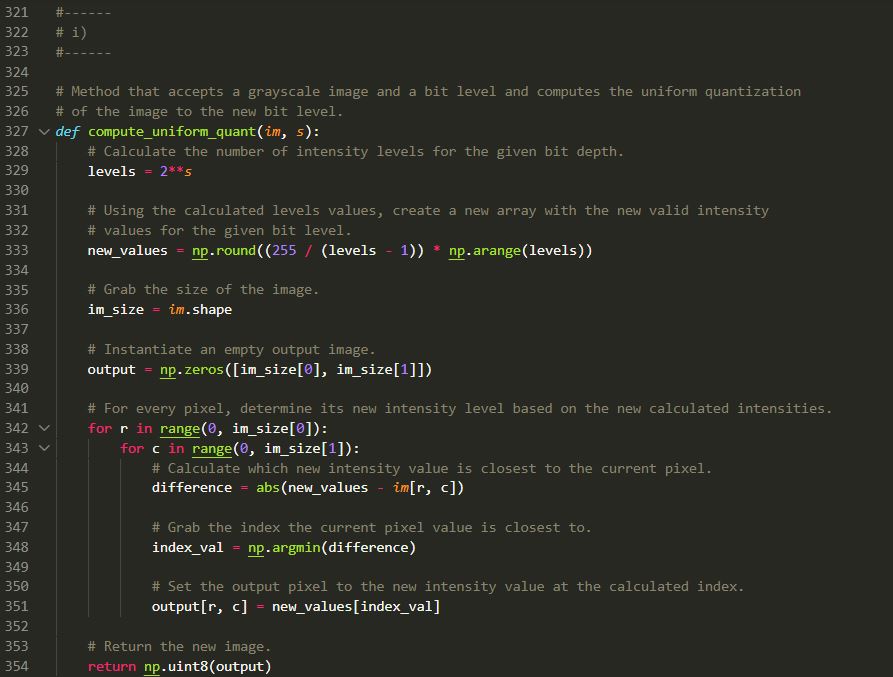 321 #------
322 # i)
323 #------
324
325 # Method that accepts a grayscale image and a bit level and computes the uniform quantization
326 # of the image to the new bit level.
327 def compute_uniform_quant(im, s):
328     # Calculate the number of intensity levels for the given bit depth.
329     levels = 2**s
330
331     # Using the calculated levels values, create a new array with the new valid intensity
332     # values for the given bit level.
333     new_values = np.round((255 / (levels - 1)) * np.arange(levels))
334
335     # Grab the size of the image.
336     im_size = im.shape
337
338     # Instantiate an empty output image.
339     output = np.zeros([im_size[0], im_size[1]])
340
341     # For every pixel, determine its new intensity level based on the new calculated intensities.
342     for r in range(0, im_size[0]):
343         for c in range(0, im_size[1]):
344             # Calculate which new intensity value is closest to the current pixel.
345             difference = abs(new_values - im[r, c])
346
347             # Grab the index the current pixel value is closest to.
348             index_val = np.argmin(difference)
349
350             # Set the output pixel to the new intensity value at the calculated index.
351             output[r, c] = new_values[index_val]
352
353     # Return the new image.
354     return np.uint8(output)